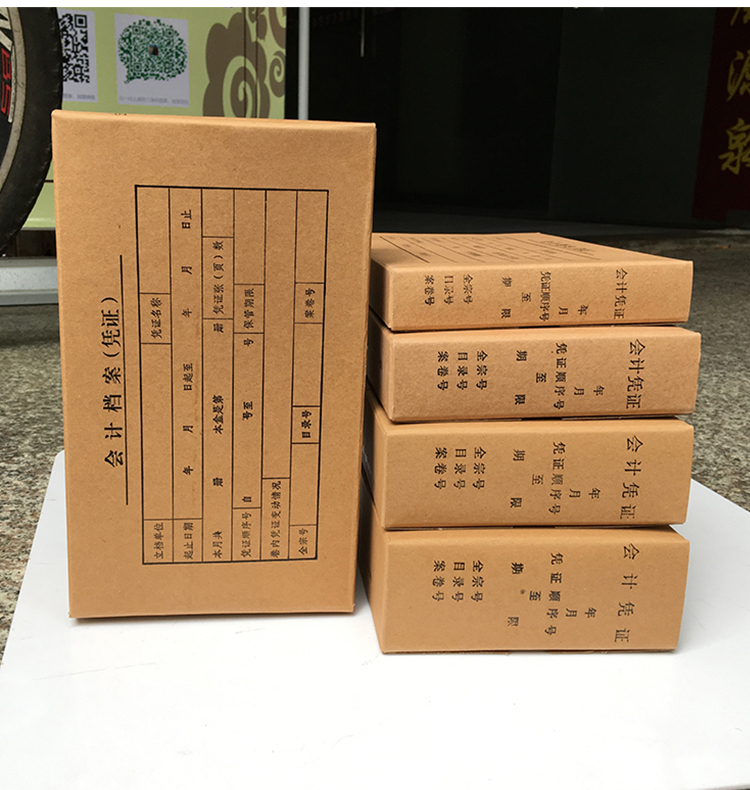 会计档案(凭证)
立档单位 凭证名称
起止日期 年 月 日起至 年 月 日止
本月共 册 本盒是第 册 凭证张(页)数
凭证顺序号 自 号至 号 保管期限
卷内凭证变动情况
全宗号 目录号 案卷号
会计凭证
年 月
凭证顺序号
至
期限
全宗号
目录号
案卷号
会计凭证
年 月
凭证顺序号
至
期限
全宗号
目录号
案卷号
会计凭证
年 月
凭证顺序号
至
期限
全宗号
目录号
案卷号
会计凭证
年 月
凭证顺序号
至
期限
全宗号
目录号
案卷号
源泉